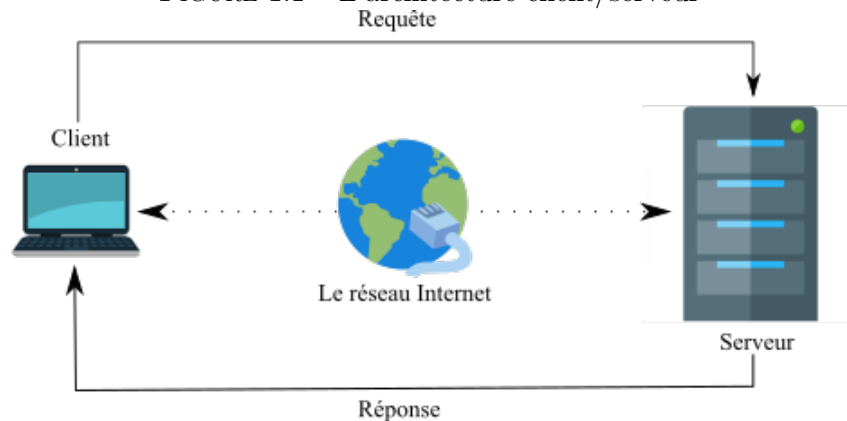 Requête
Client
Le réseau Internet
Serveur
Réponse